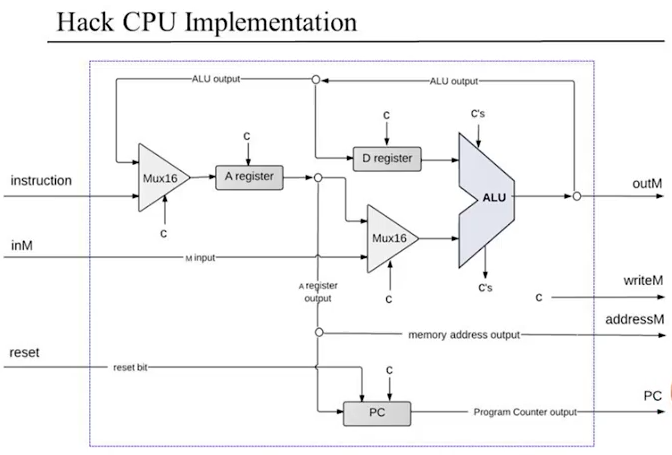 Hack CPU Implementation
ALU output
ALU output
C
C's
D register
C
instruction
Mux16
A register
ALU
outM
C
Mux16
inM
M input
A register
output
C
C's
C
writeM
addressM
memory address output
reset
reset bit
C
PC
PC
Program Counter output